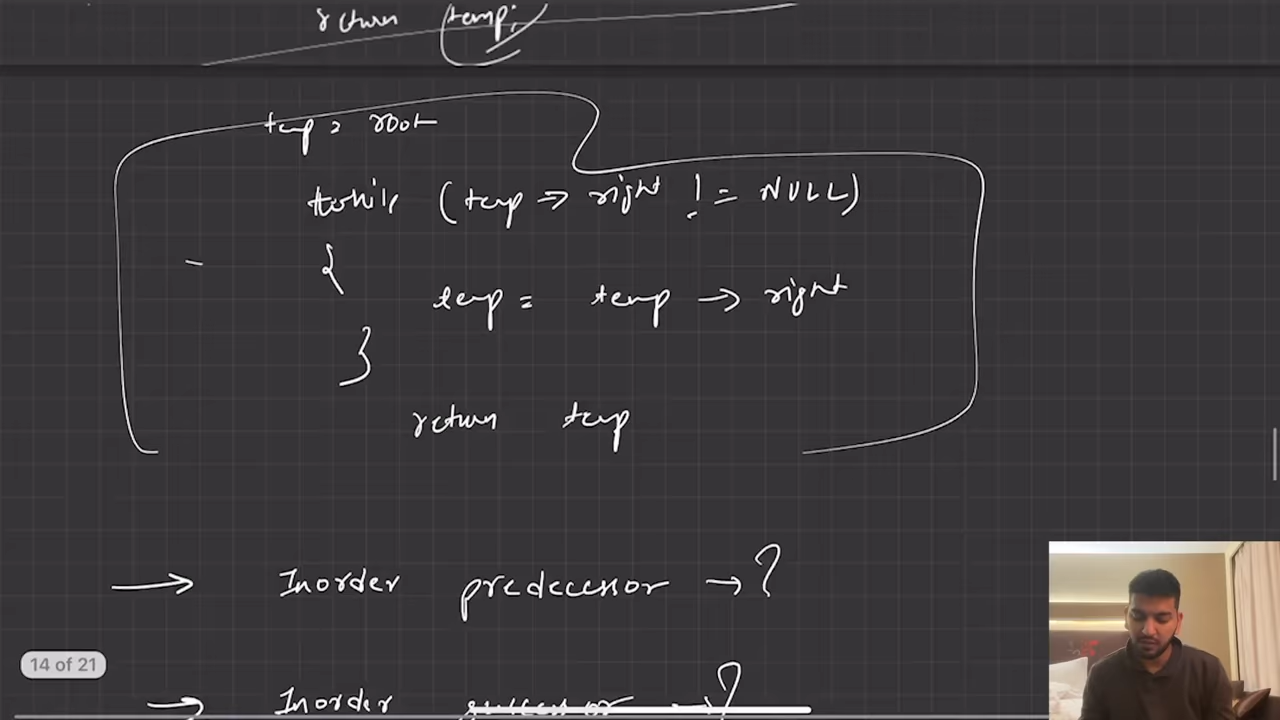 return temp;
temp = root
while (temp → right != NULL)
{
temp = temp → right
}
return temp
→ Inorder predecessor → ?
14 of 21
→ Inorder successor → ?